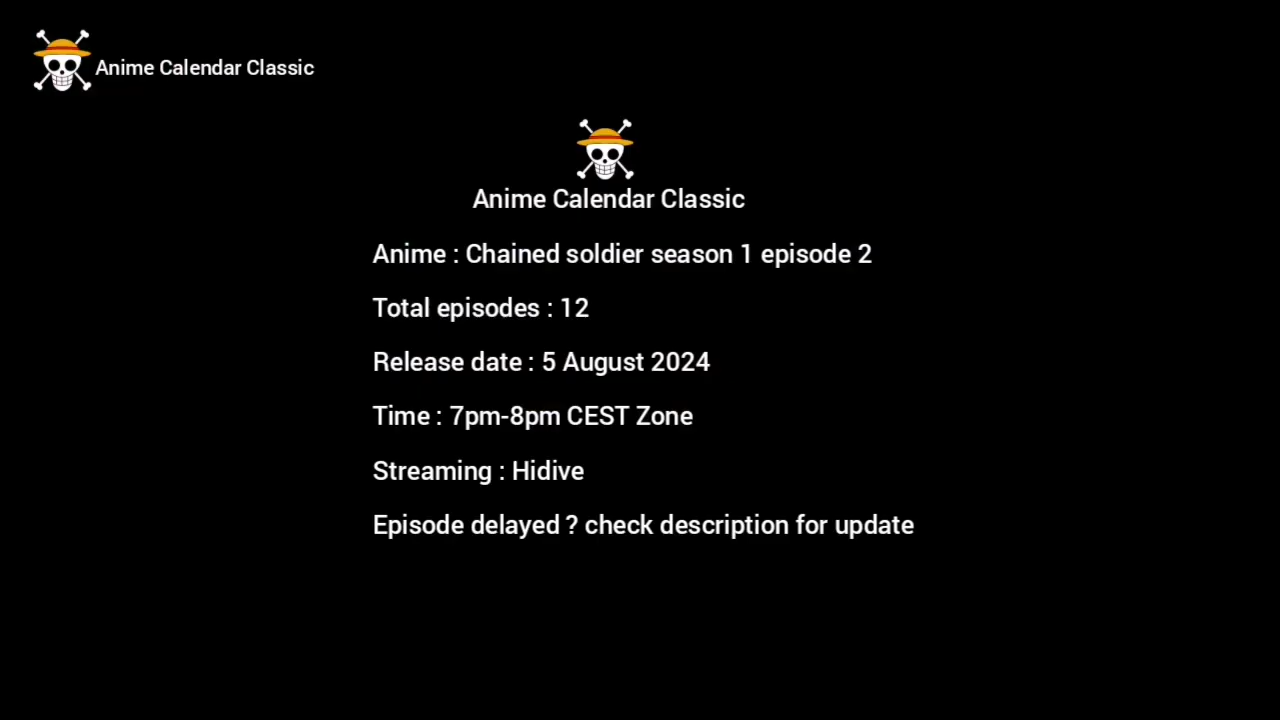 Anime Calendar Classic
Anime Calendar Classic
Anime : Chained soldier season 1 episode 2
Total episodes : 12
Release date : 5 August 2024
Time : 7pm-8pm CEST Zone
Streaming : Hidive
Episode delayed ? check description for update